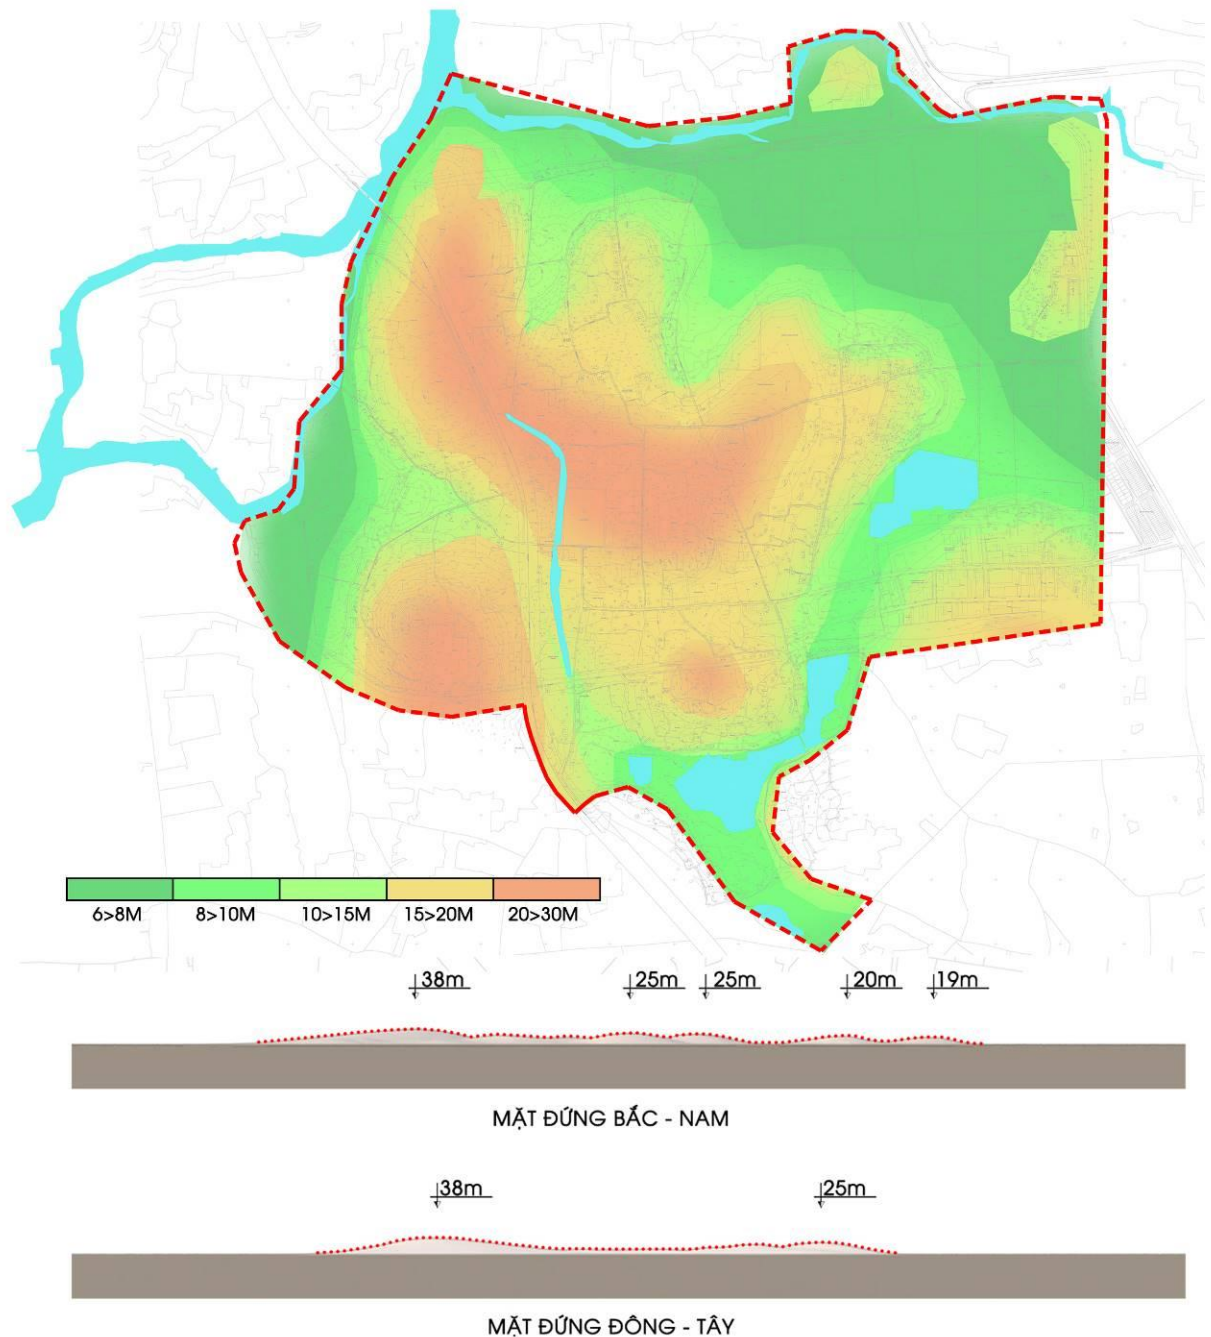 6>8M 8>10M 10>15M 15>20M 20>30M
38m 25m 25m 20m 19m
MẶT ĐỨNG BẮC - NAM
38m 25m
MẶT ĐỨNG ĐÔNG - TÂY